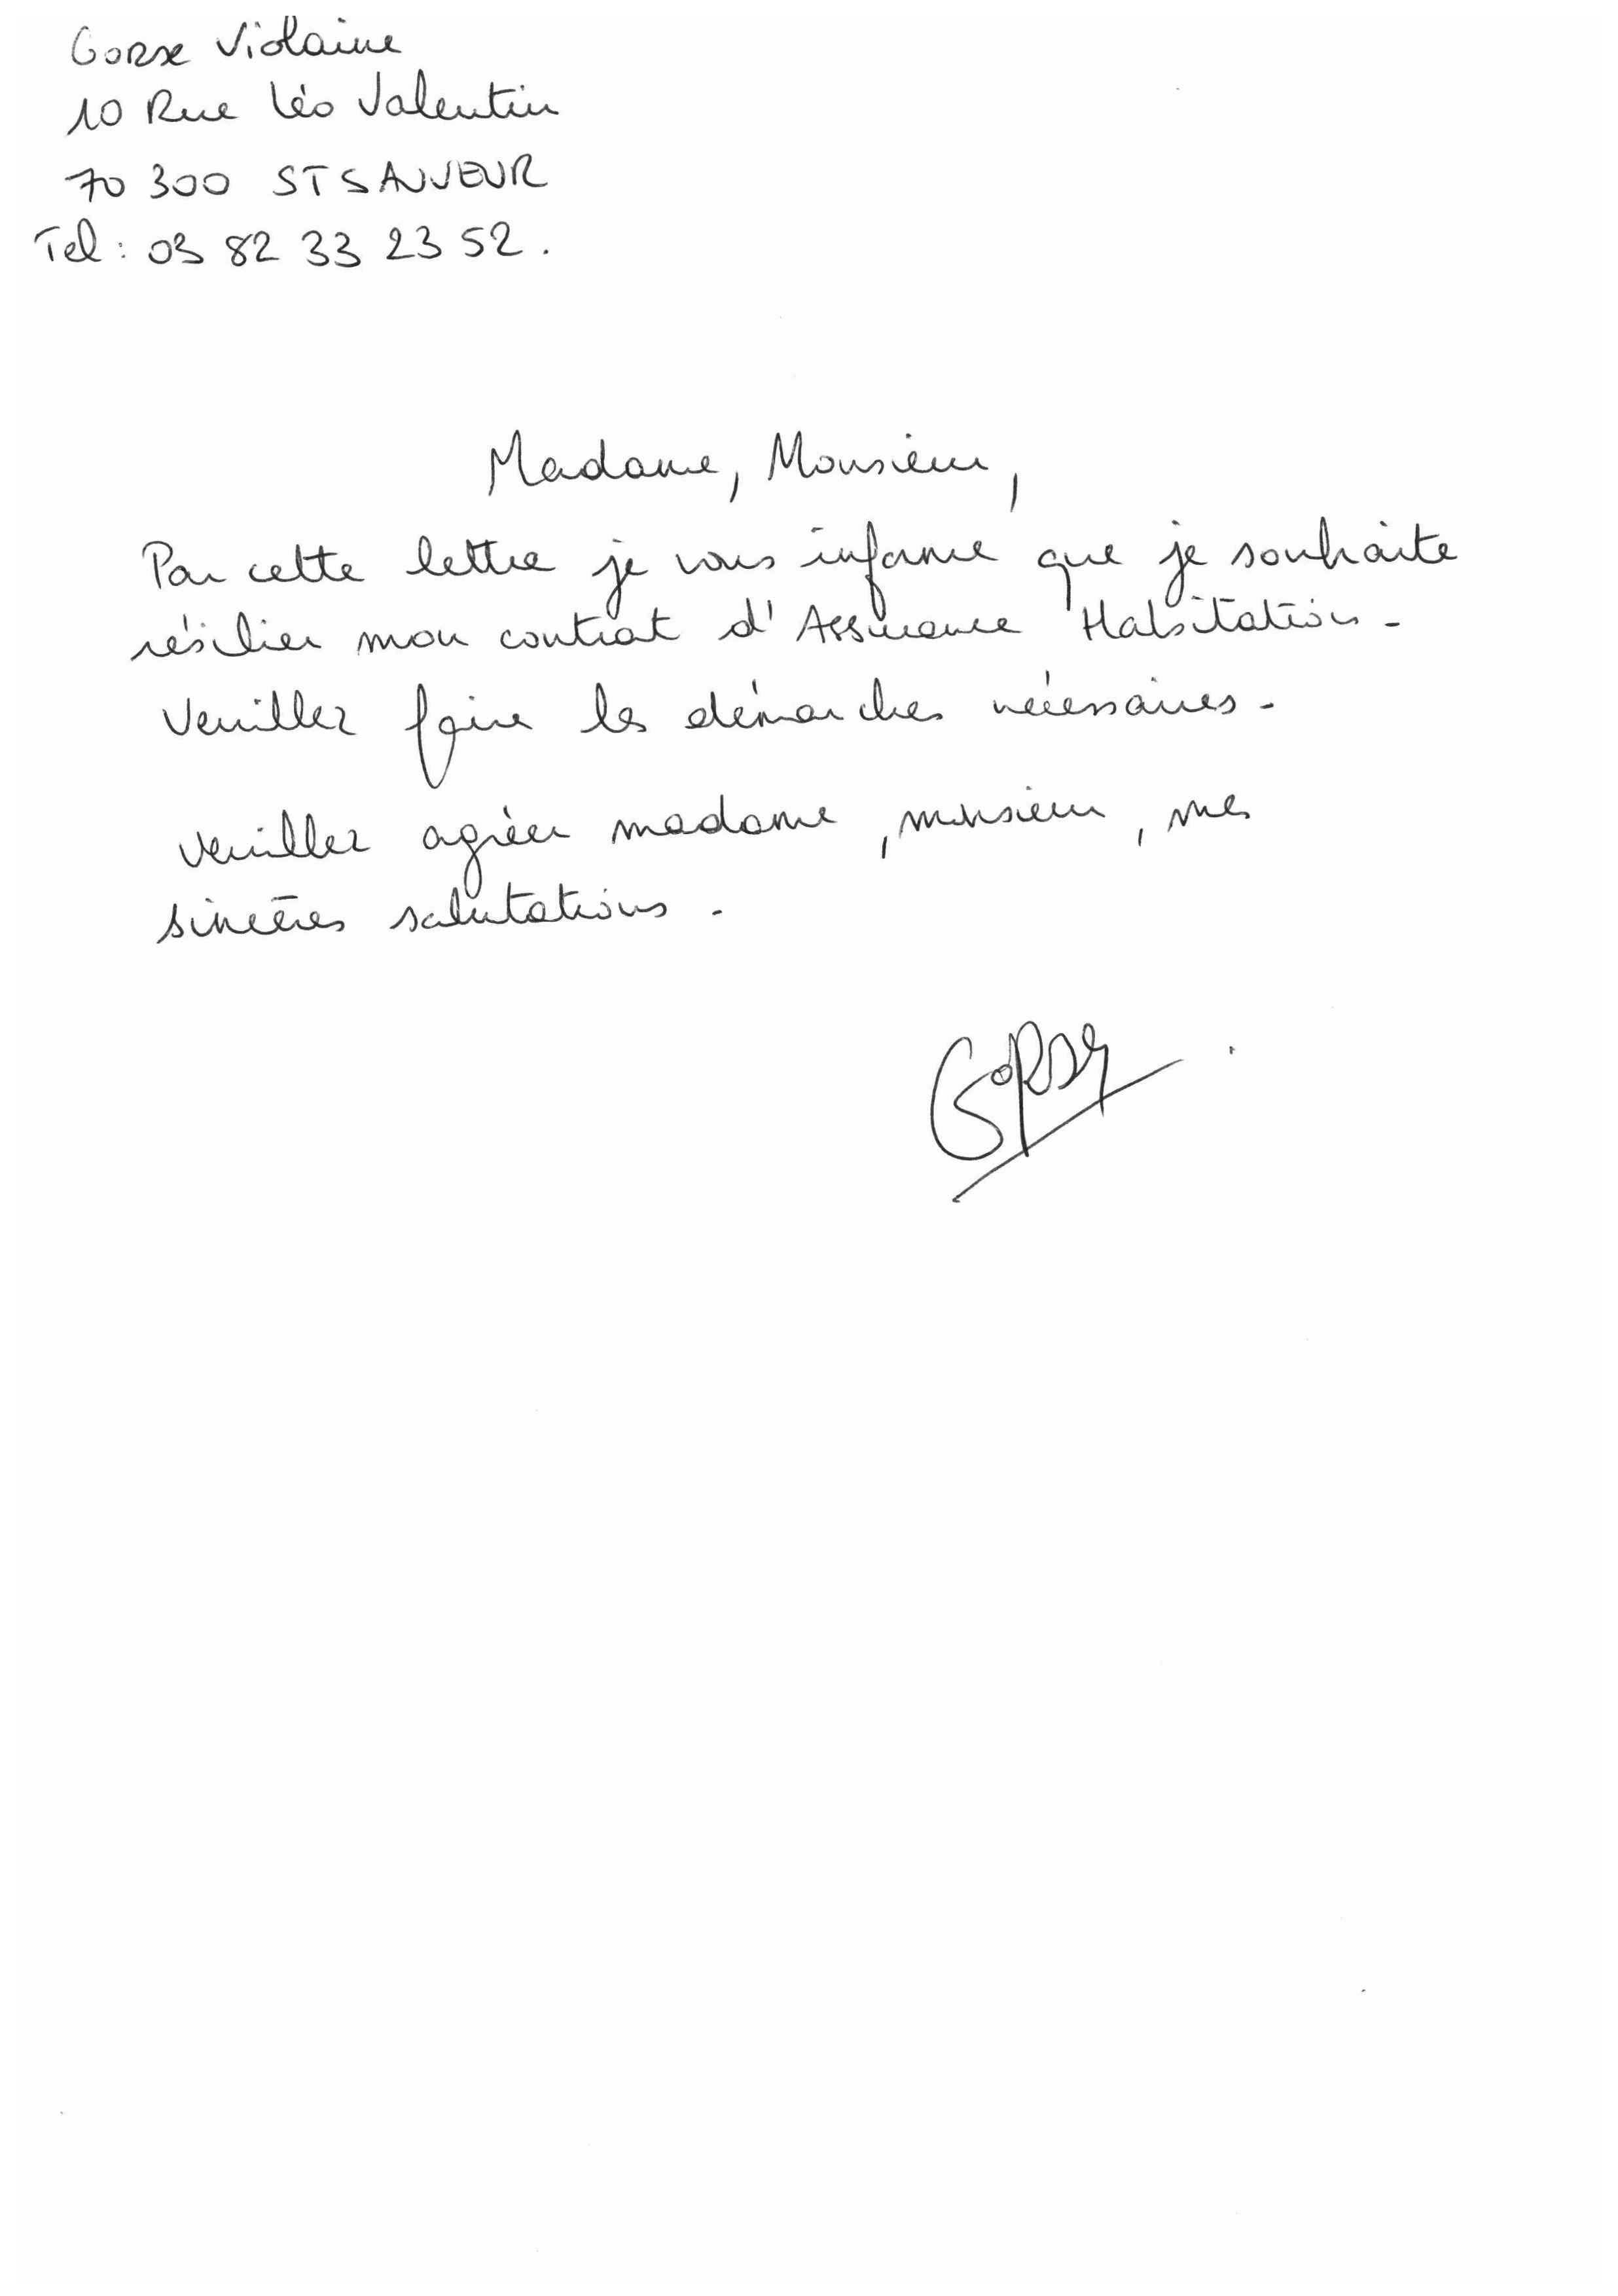 Gorse Violaine
10 Rue Léo Valentin
70 300 ST SAUVEUR
Tel : 03 82 33 23 52.
Madame, Monsieur,
Par cette lettre je vous informe que je souhaite
résilier mon contrat d'Assurance Habitation.
Veuillez faire les démarches nécessaires.
Veuillez agréer madame, monsieur, mes
sincères salutations.
Gorse